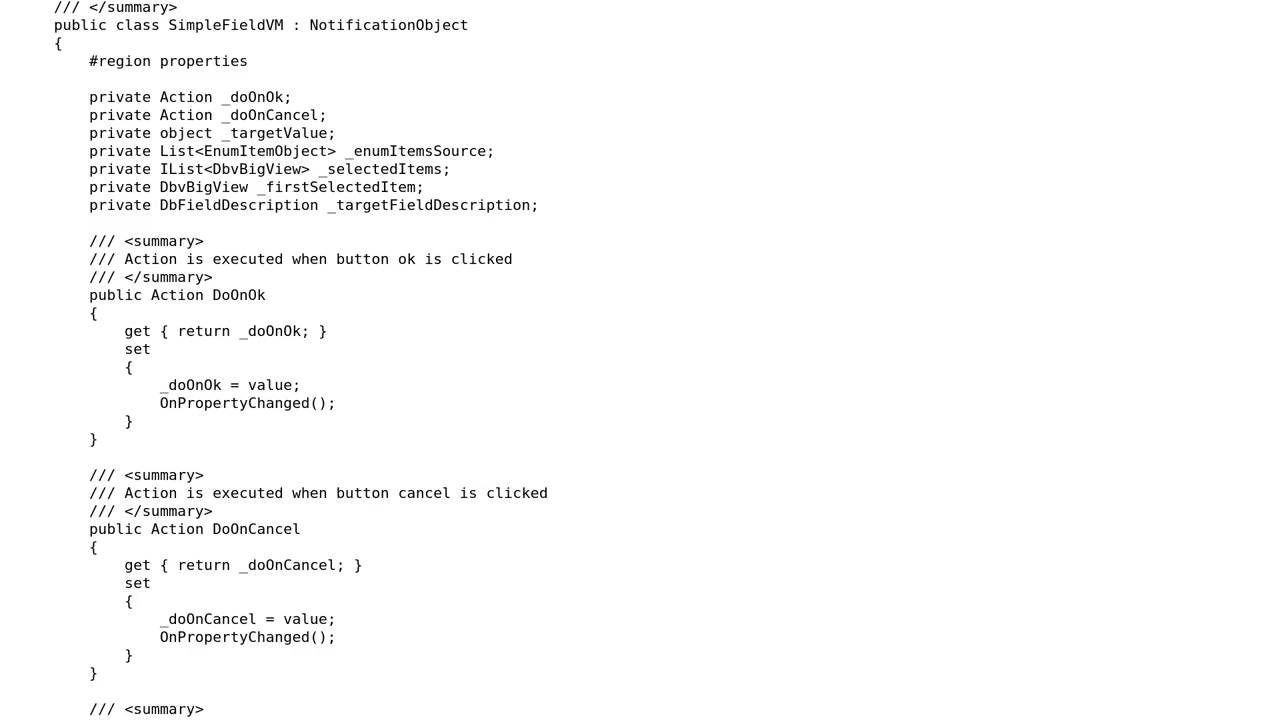 /// </summary>
public class SimpleFieldVM : NotificationObject
{
#region properties
private Action _doOnOk;
private Action _doOnCancel;
private object _targetValue;
private List<EnumItemObject> _enumItemsSource;
private IList<DbvBigView> _selectedItems;
private DbvBigView _firstSelectedItem;
private DbFieldDescription _targetFieldDescription;
/// <summary>
/// Action is executed when button ok is clicked
/// </summary>
public Action DoOnOk
{
get { return _doOnOk; }
set
{
_doOnOk = value;
OnPropertyChanged();
}
}
/// <summary>
/// Action is executed when button cancel is clicked
/// </summary>
public Action DoOnCancel
{
get { return _doOnCancel; }
set
{
_doOnCancel = value;
OnPropertyChanged();
}
}
/// <summary>